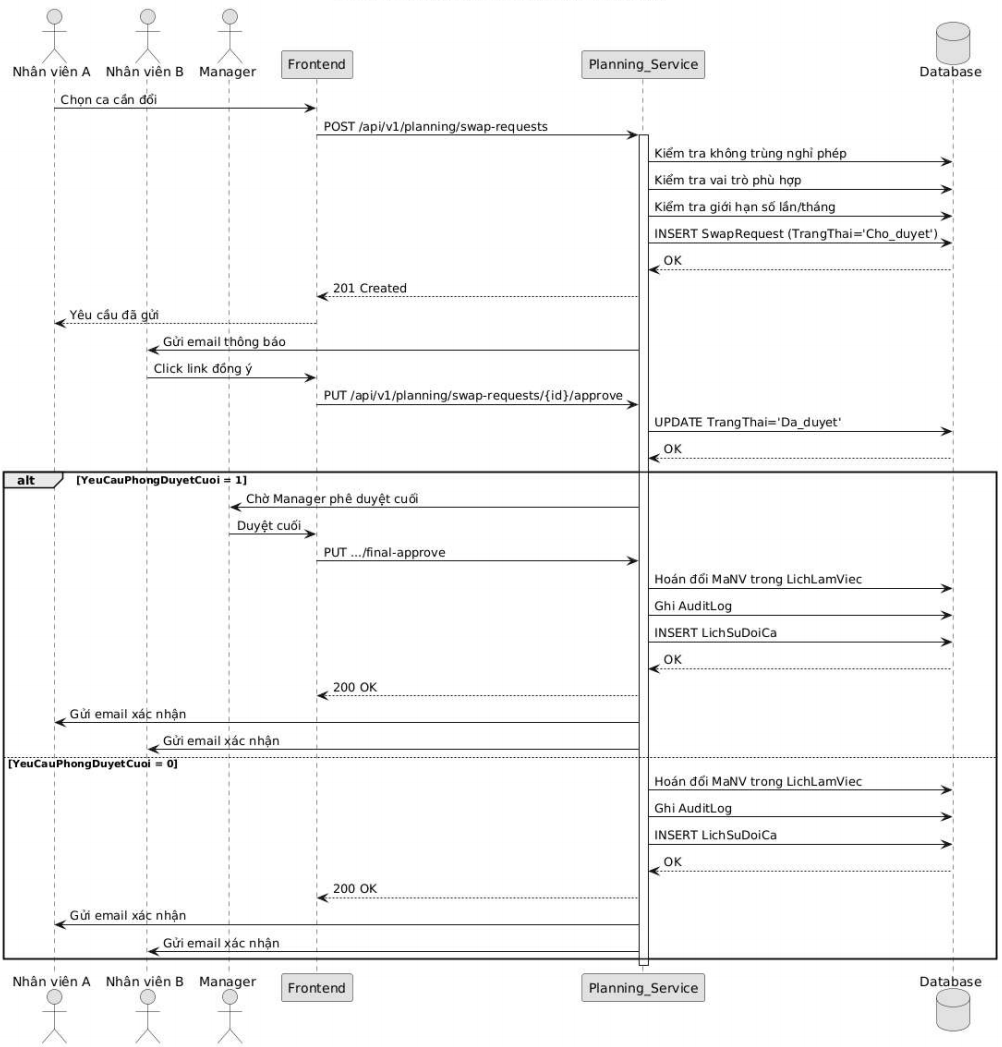 Nhân viên A Nhân viên B Manager Frontend Planning_Service Database
Chọn ca cần đổi
POST /api/v1/planning/swap-requests
Kiểm tra không trùng nghỉ phép
Kiểm tra vai trò phù hợp
Kiểm tra giới hạn số lần/tháng
INSERT SwapRequest (TrangThai='Cho_duyet')
OK
201 Created
Yêu cầu đã gửi
Gửi email thông báo
Click link đồng ý
PUT /api/v1/planning/swap-requests/{id}/approve
UPDATE TrangThai='Da_duyet'
OK
alt [YeuCauPhongDuyetCuoi = 1]
Chờ Manager phê duyệt cuối
Duyệt cuối
PUT .../final-approve
Hoán đổi MaNV trong LichLamViec
Ghi AuditLog
INSERT LichSuDoiCa
OK
200 OK
Gửi email xác nhận
Gửi email xác nhận
[YeuCauPhongDuyetCuoi = 0]
Hoán đổi MaNV trong LichLamViec
Ghi AuditLog
INSERT LichSuDoiCa
OK
200 OK
Gửi email xác nhận
Gửi email xác nhận
Nhân viên A Nhân viên B Manager Frontend Planning_Service Database